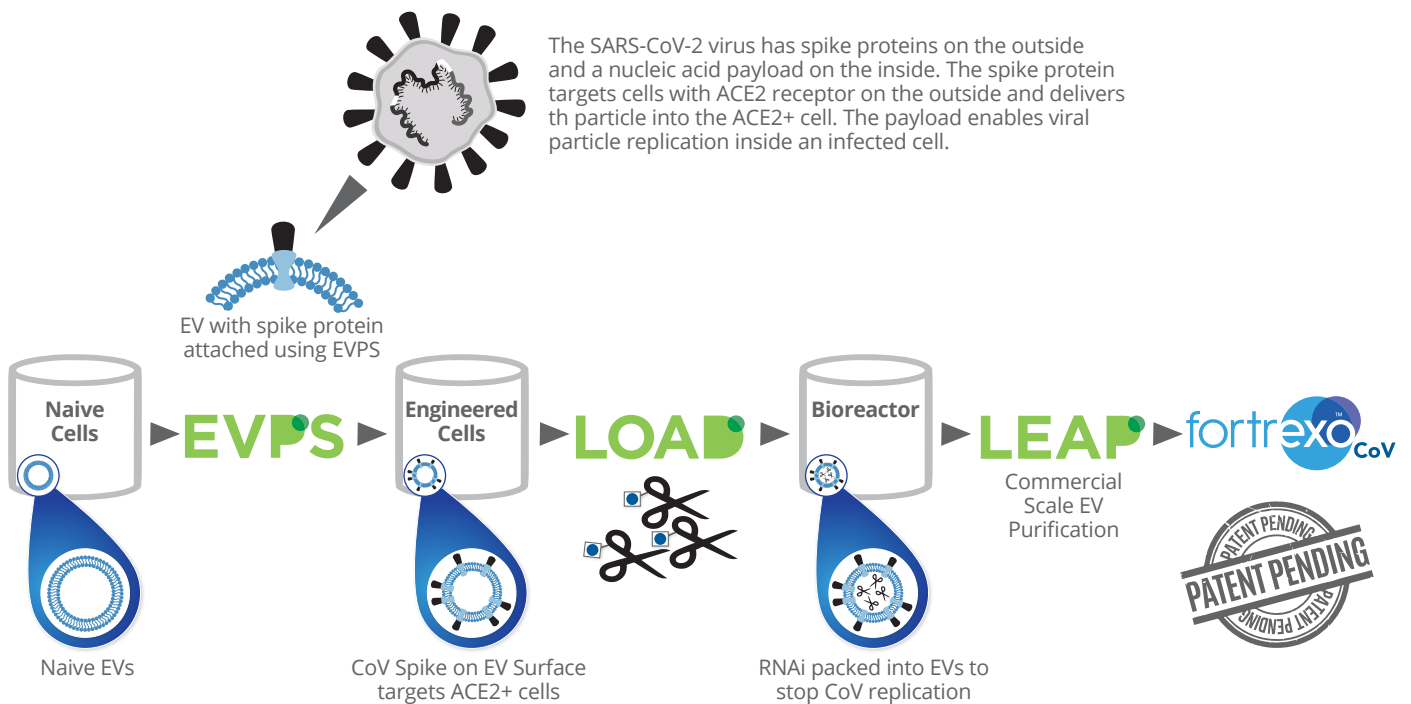 The SARS-CoV-2 virus has spike proteins on the outside
and a nucleic acid payload on the inside. The spike protein
targets cells with ACE2 receptor on the outside and delivers
th particle into the ACE2+ cell. The payload enables viral
particle replication inside an infected cell.
EV with spike protein
attached using EVPS
Naive
Cells
EVPS
Engineered
Cells
LOAD
Bioreactor
LEAP
Commercial
Scale EV
Purification
fortrexo™
CoV
PATENT PENDING
PATENT PENDING
PATENT PENDING
PATENT PENDING
Naive EVs
CoV Spike on EV Surface
targets ACE2+ cells
RNAi packed into EVs to
stop CoV replication